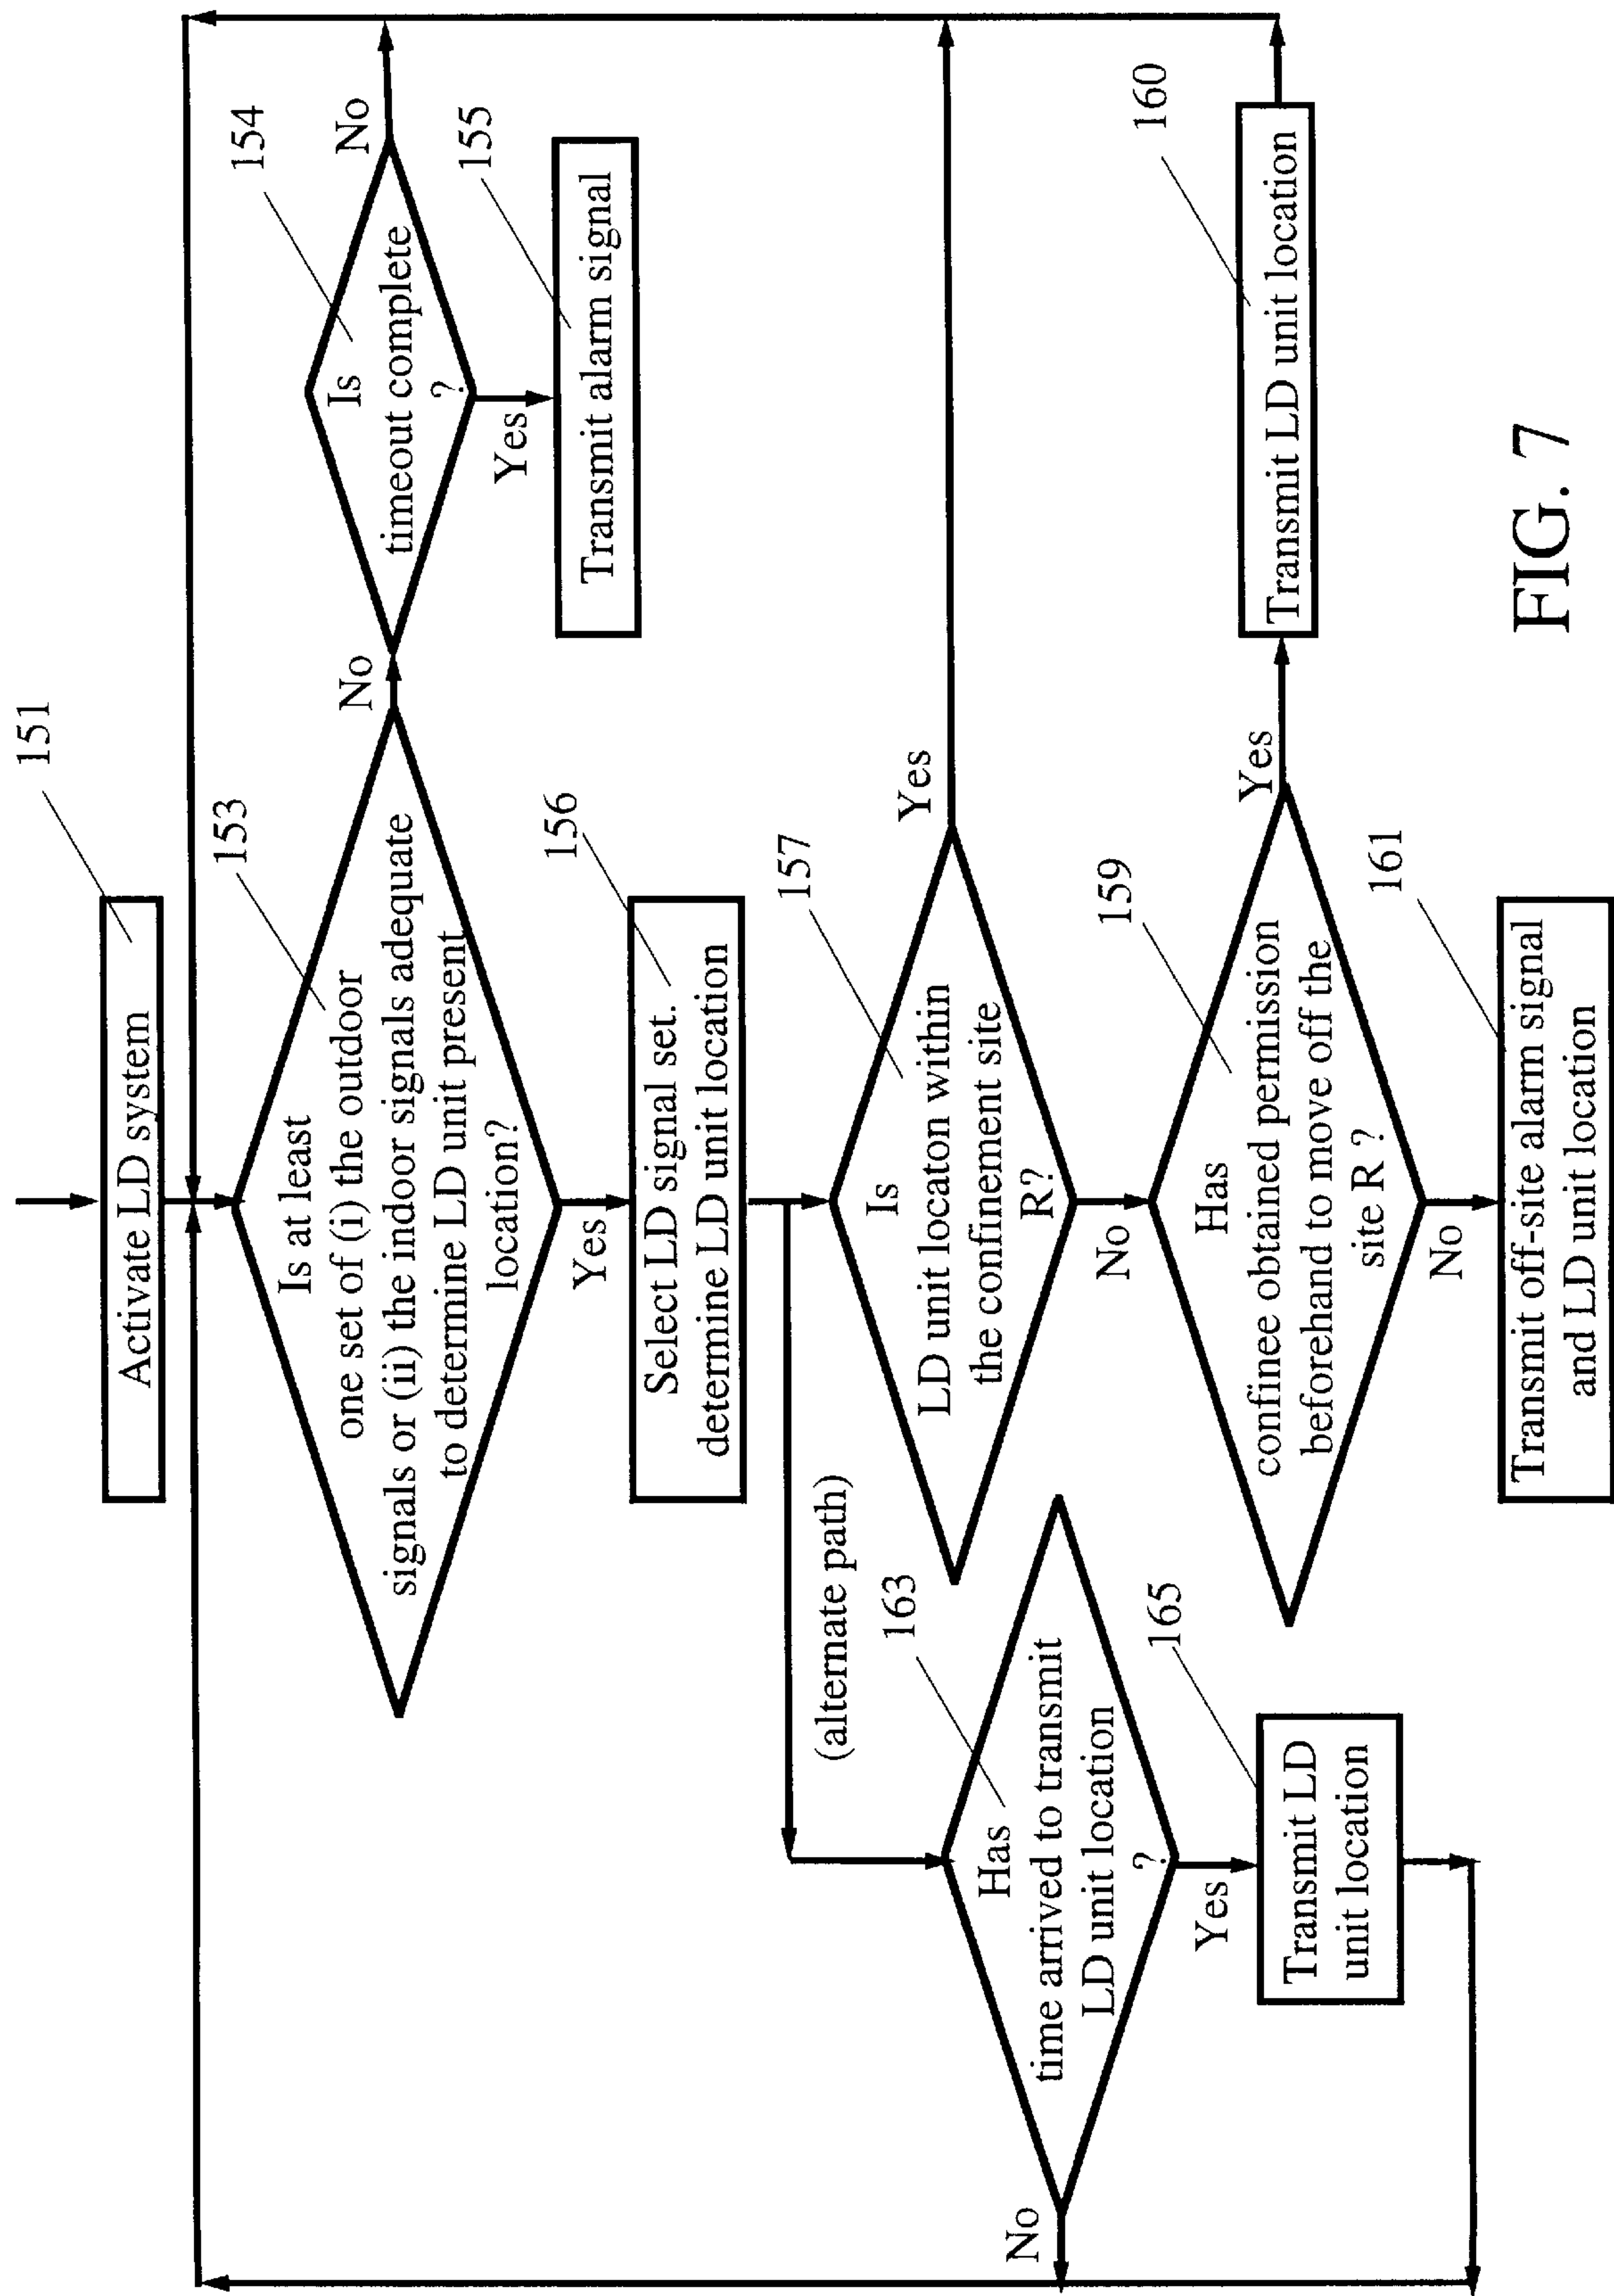 151
Activate LD system
153
Is at least
one set of (i) the outdoor
signals or (ii) the indoor signals adequate
to determine LD unit present
location?
No
154
Is
timeout complete
?
No
Yes
155
Transmit alarm signal
Yes
156
Select LD signal set.
determine LD unit location
157
Is
LD unit locaton within
the confinement site
R?
Yes
No
159
Has
confinee obtained permission
beforehand to move off the
site R ?
Yes
160
Transmit LD unit location
No
161
Transmit off-site alarm signal
and LD unit location
(alternate path)
163
Has
time arrived to transmit
LD unit location
?
No
Yes
165
Transmit LD
unit location
FIG. 7